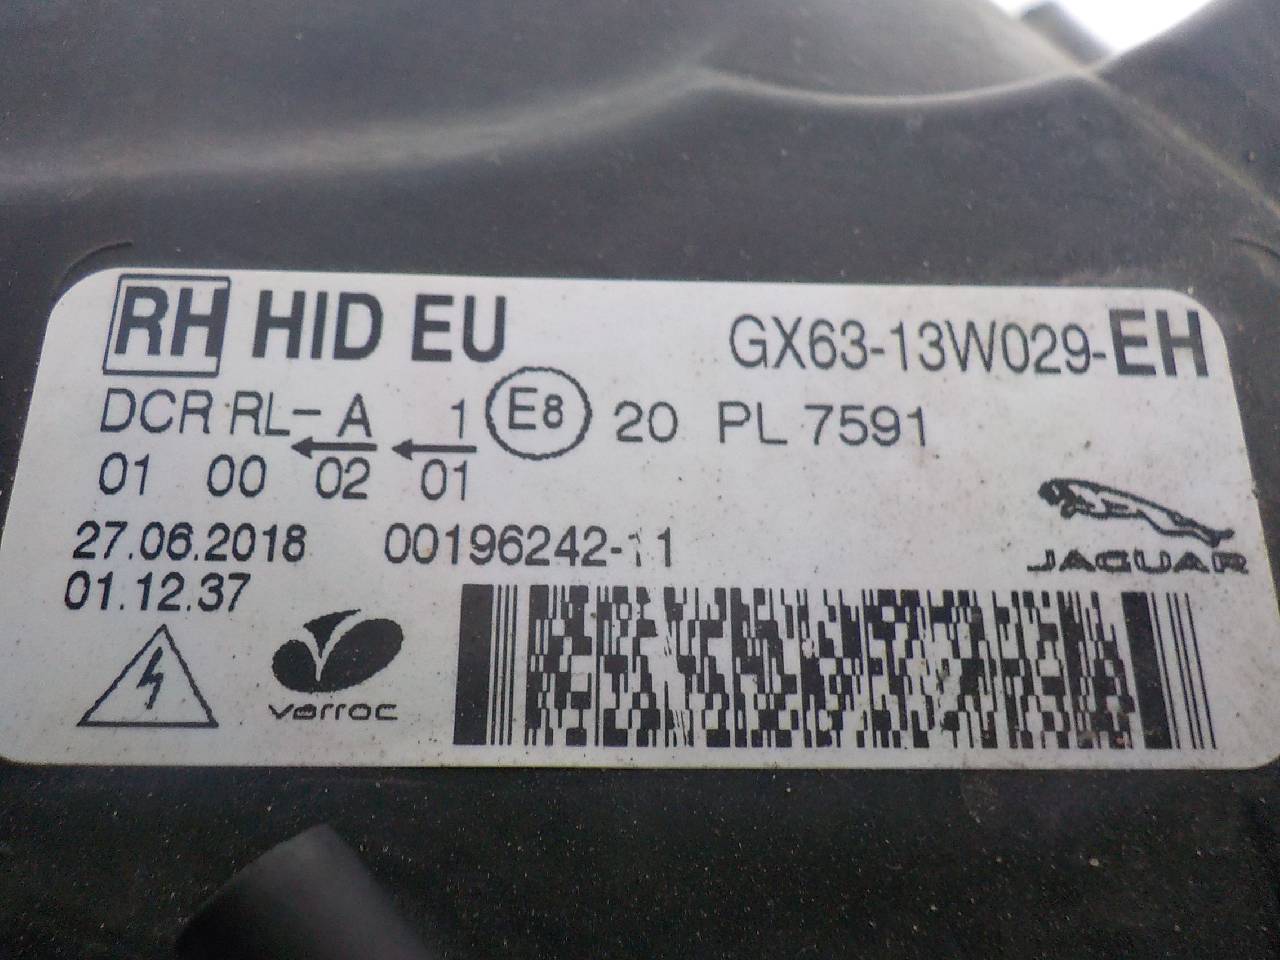 RH HID EU GX63-13W029-EH
DCR RL- A 1 E8 20 PL 7591
01 00 02 01
27.06.2018 00196242-11
01.12.37
JAGUAR
varroc